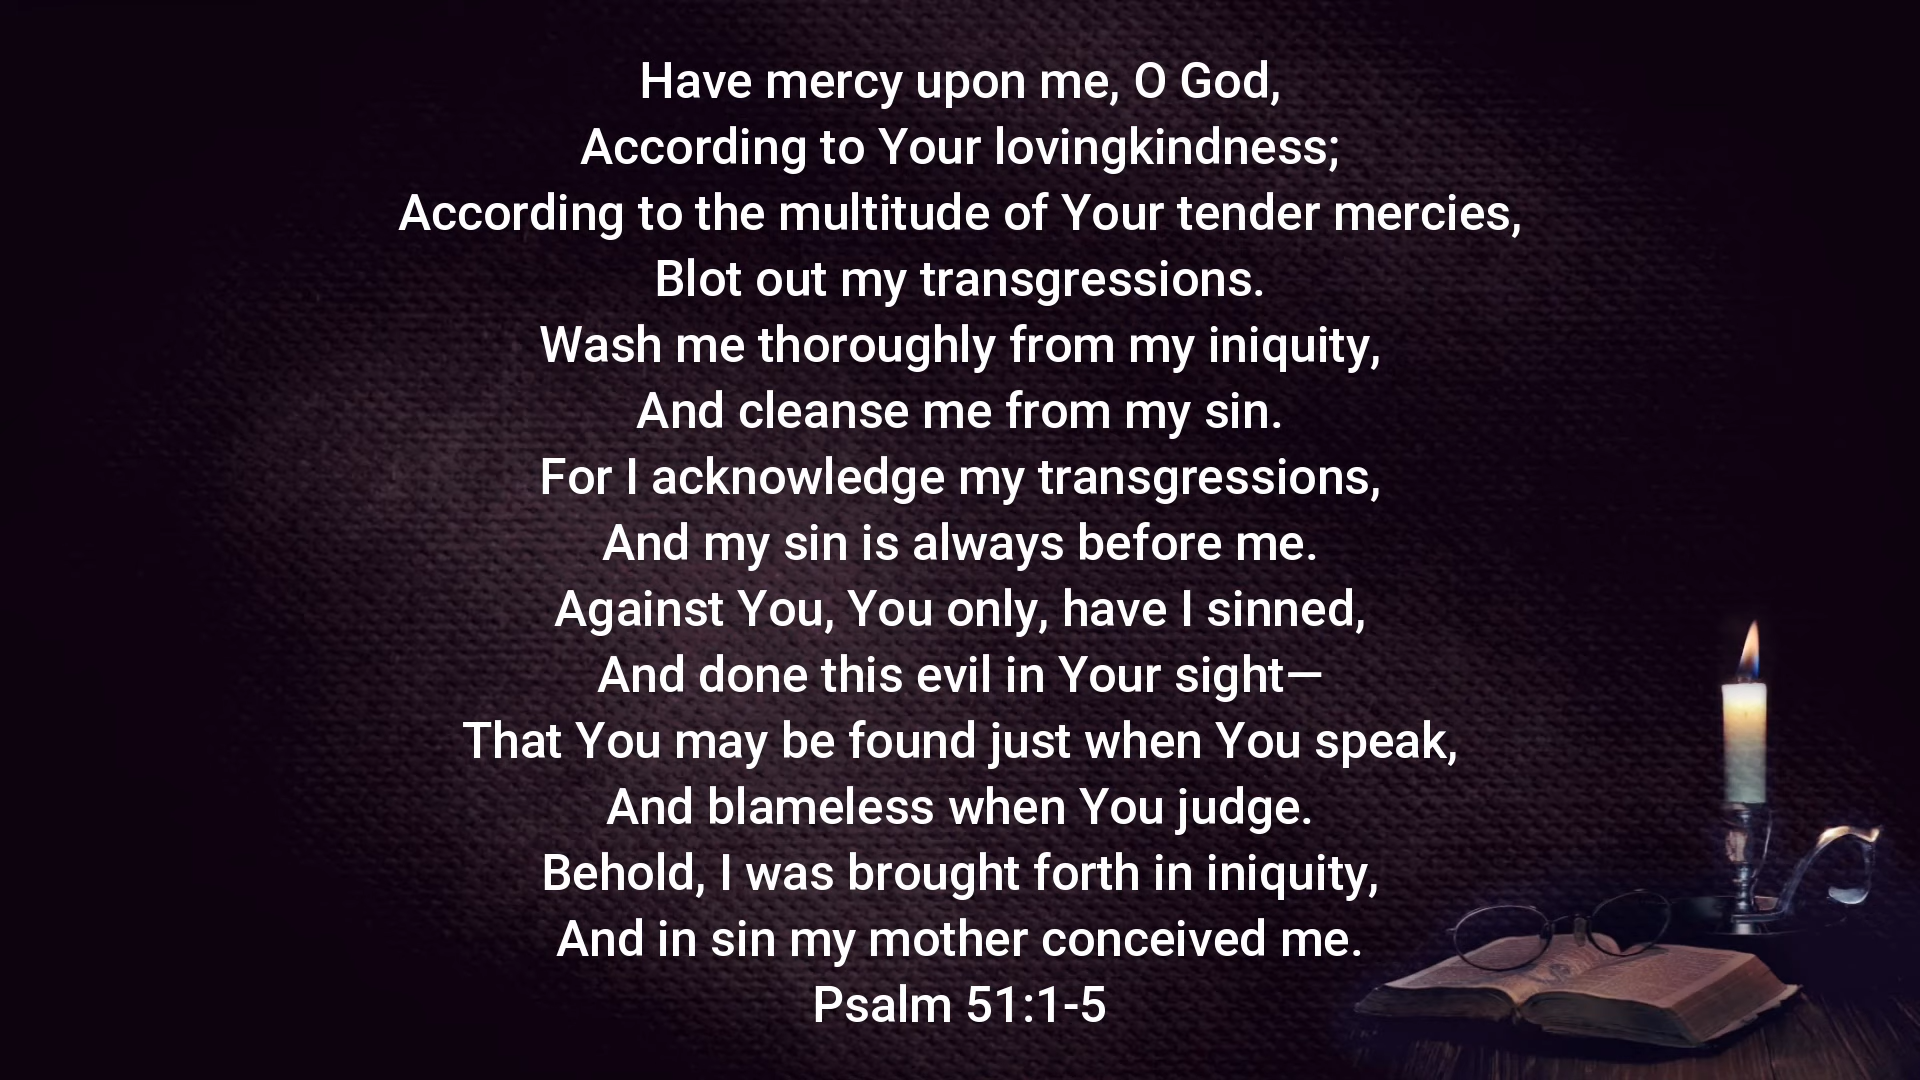 Have mercy upon me, O God,
According to Your lovingkindness;
According to the multitude of Your tender mercies,
Blot out my transgressions.
Wash me thoroughly from my iniquity,
And cleanse me from my sin.
For I acknowledge my transgressions,
And my sin is always before me.
Against You, You only, have I sinned,
And done this evil in Your sight—
That You may be found just when You speak,
And blameless when You judge.
Behold, I was brought forth in iniquity,
And in sin my mother conceived me.
Psalm 51:1-5